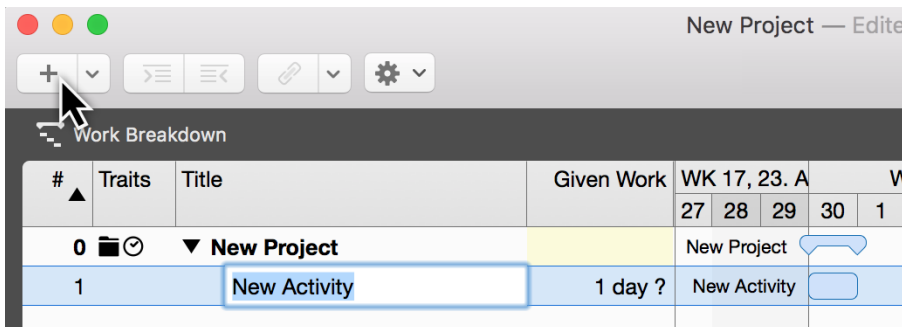 New Project — Edite
Work Breakdown
# Traits Title Given Work WK 17, 23. A W
27 28 29 30 1
0 New Project New Project
1 New Activity 1 day ? New Activity